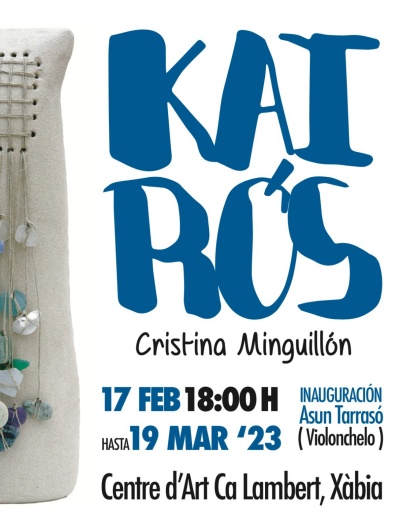 KAI
RÓS
Cristina Minguillón
17 FEB 18:00 H
HASTA 19 MAR ‘23
INAUGURACIÓN
Asun Tarrasó
( Violonchelo )
Centre d’Art Ca Lambert, Xàbia